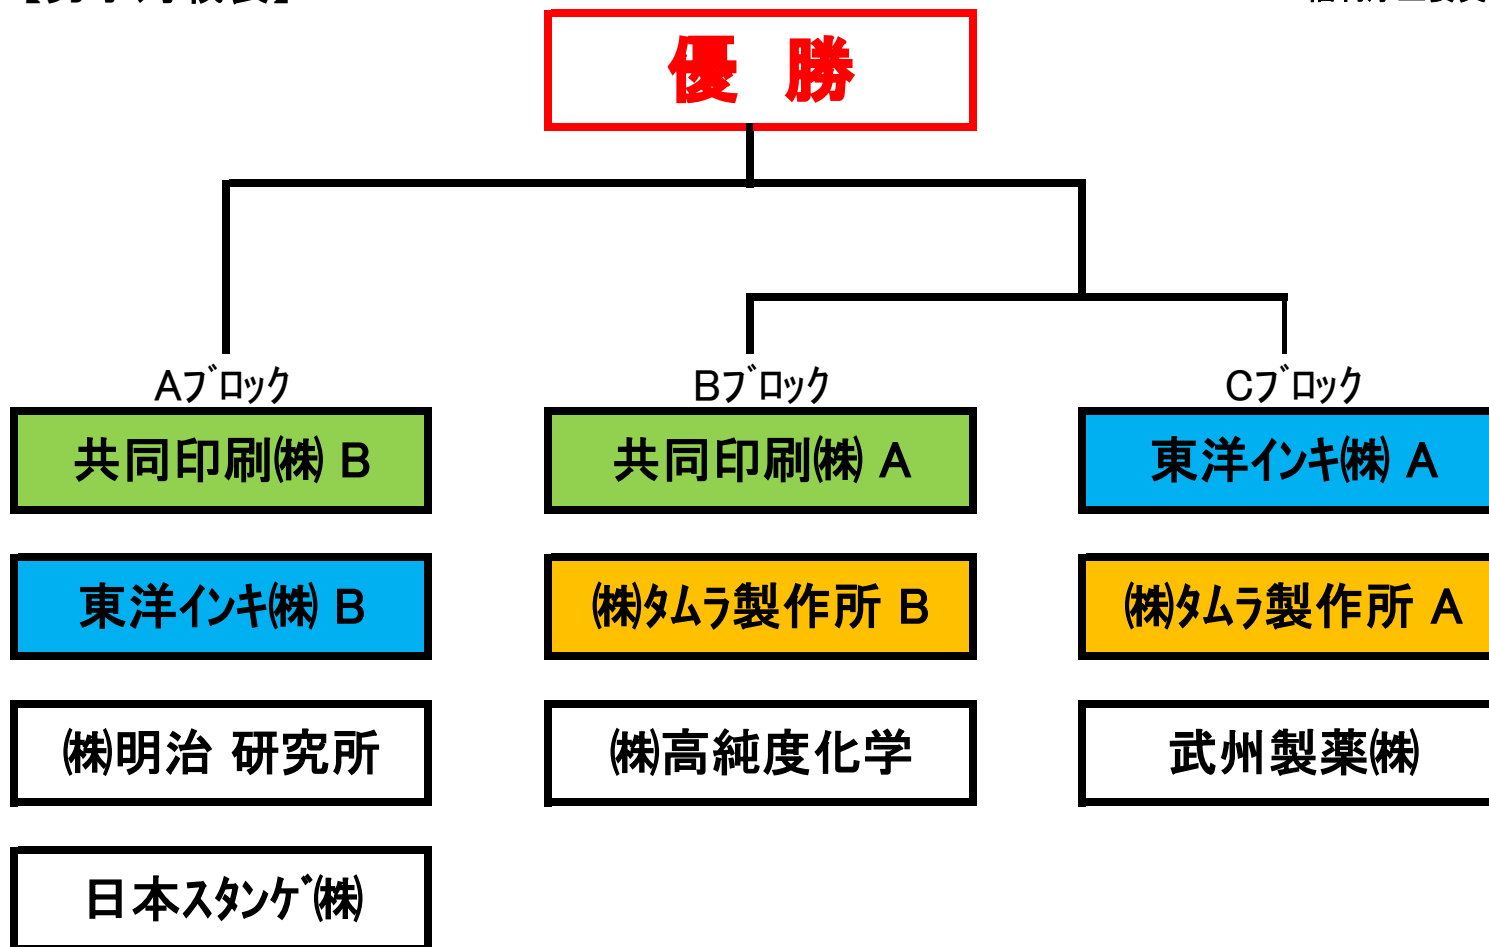 優 勝
Aﾌﾞﾛｯｸ
Bﾌﾞﾛｯｸ
Cﾌﾞﾛｯｸ
共同印刷㈱ B
共同印刷㈱ A
東洋ｲﾝｷ㈱ A
東洋ｲﾝｷ㈱ B
㈱ﾀﾑﾗ製作所 B
㈱ﾀﾑﾗ製作所 A
㈱明治 研究所
㈱高純度化学
武州製薬㈱
日本ｽﾀﾝｹﾞ㈱